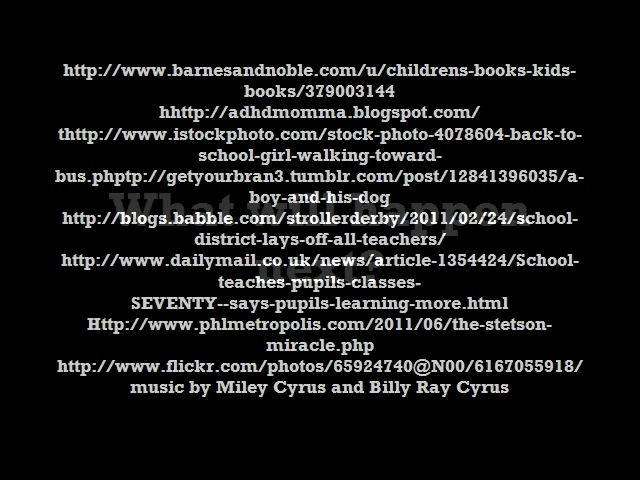 http://www.barnesandnoble.com/u/childrens-books-kids-
books/379003144
hhttp://adhdmomma.blogspot.com/
thttp://www.istockphoto.com/stock-photo-4078604-back-to-
school-girl-walking-toward-
bus.phptp://getyourbran3.tumblr.com/post/12841396035/a-
boy-and-his-dog
What will happen
http://blogs.babble.com/strollerderby/2011/02/24/school-
district-lays-off-all-teachers/
http://www.dailymail.co.uk/news/article-1354424/School-
next?
teaches-pupils-classes-
SEVENTY--says-pupils-learning-more.html
Http://www.phlmetropolis.com/2011/06/the-stetson-
miracle.php
http://www.flickr.com/photos/65924740@N00/6167055918/
music by Miley Cyrus and Billy Ray Cyrus